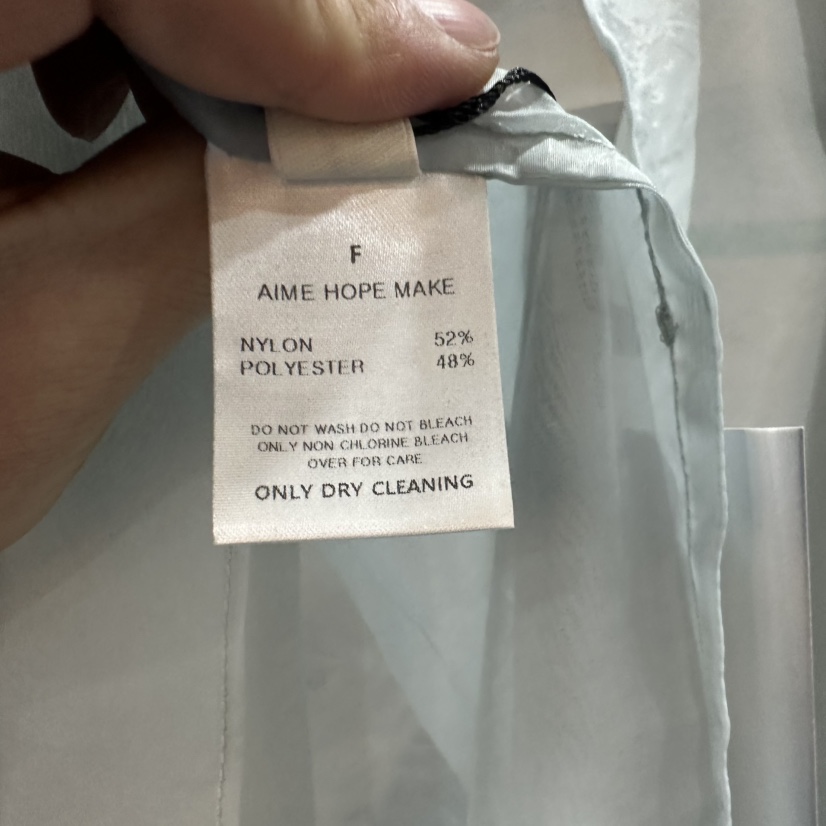 F
AIME HOPE MAKE
NYLON 52%
POLYESTER 48%
DO NOT WASH DO NOT BLEACH
ONLY NON CHLORINE BLEACH
OVER FOR CARE
ONLY DRY CLEANING